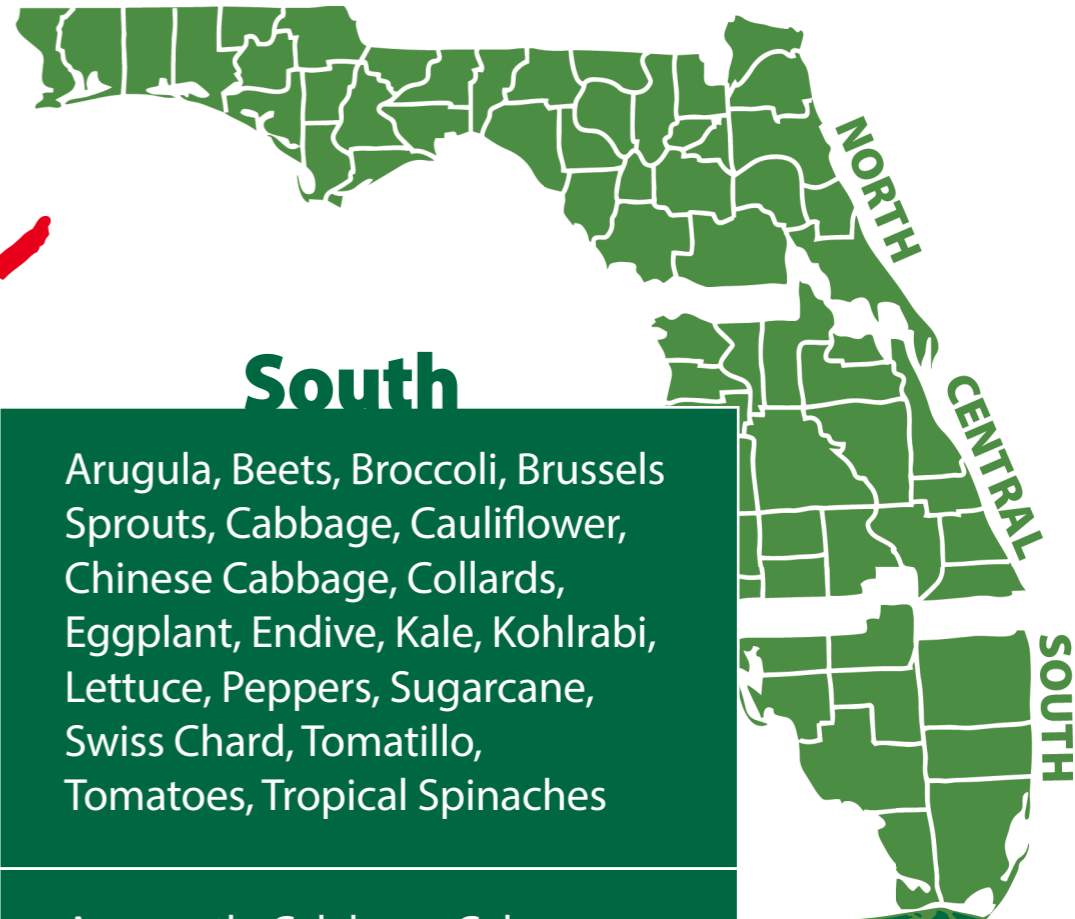 NORTH
South
CENTRAL
Arugula, Beets, Broccoli, Brussels
Sprouts, Cabbage, Cauliflower,
Chinese Cabbage, Collards,
Eggplant, Endive, Kale, Kohlrabi,
Lettuce, Peppers, Sugarcane,
Swiss Chard, Tomatillo,
Tomatoes, Tropical Spinaches
SOUTH